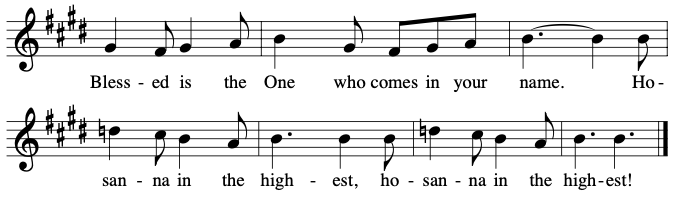 Bless - ed is the One who comes in your name. Ho -
san - na in the high - est, ho - san - na in the high - est!